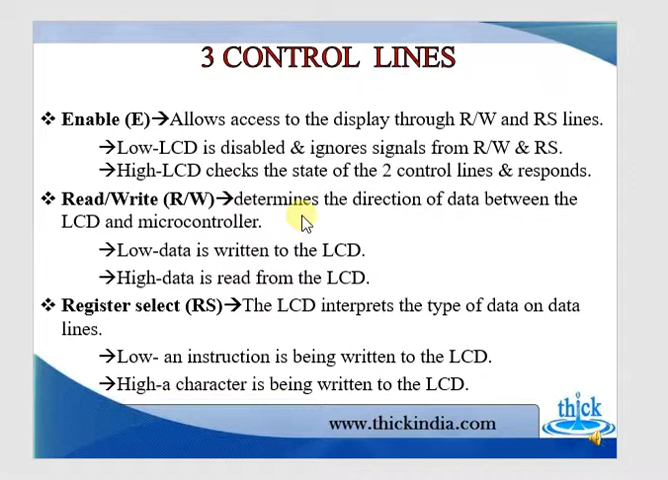 3 CONTROL LINES
❖ Enable (E)→Allows access to the display through R/W and RS lines.
→Low-LCD is disabled & ignores signals from R/W & RS.
→High-LCD checks the state of the 2 control lines & responds.
❖ Read/Write (R/W)→determines the direction of data between the
LCD and microcontroller.
→Low-data is written to the LCD.
→High-data is read from the LCD.
❖ Register select (RS)→The LCD interprets the type of data on data
lines.
→Low- an instruction is being written to the LCD.
→High-a character is being written to the LCD.
thick
www.thickindia.com